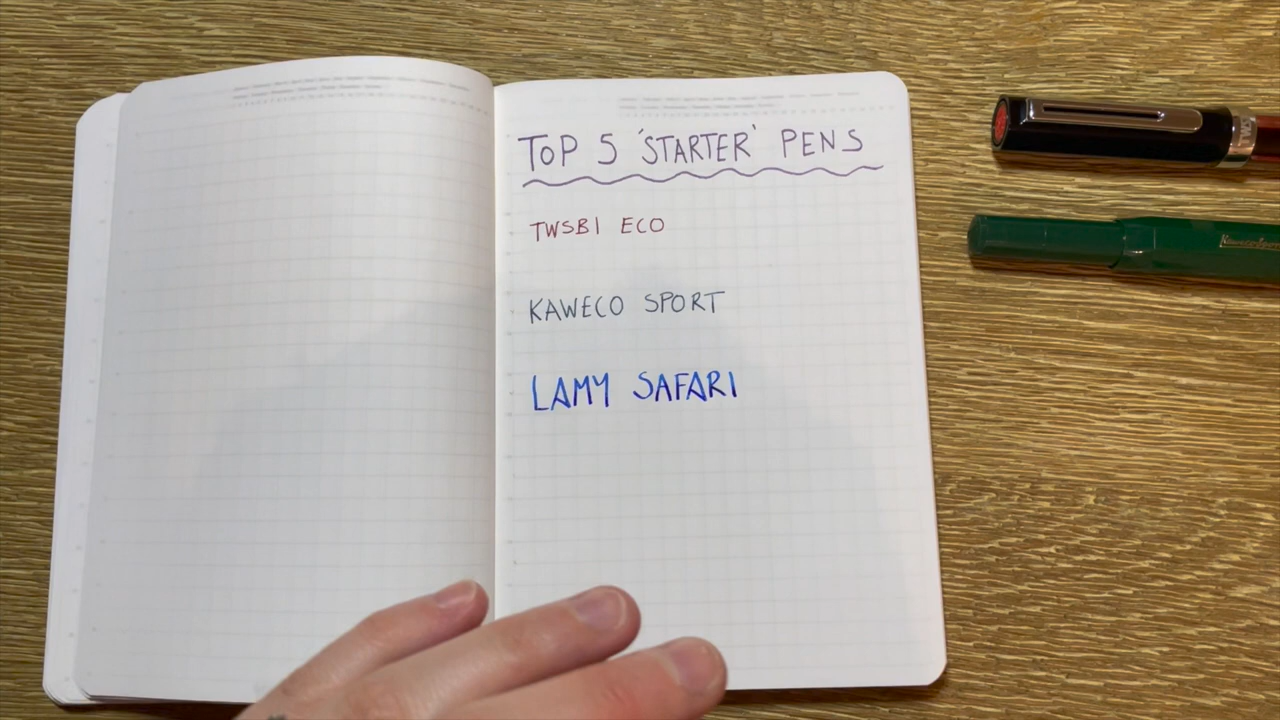 TOP 5 'STARTER' PENS
TWSBI ECO
KAWECO SPORT
LAMY SAFARI